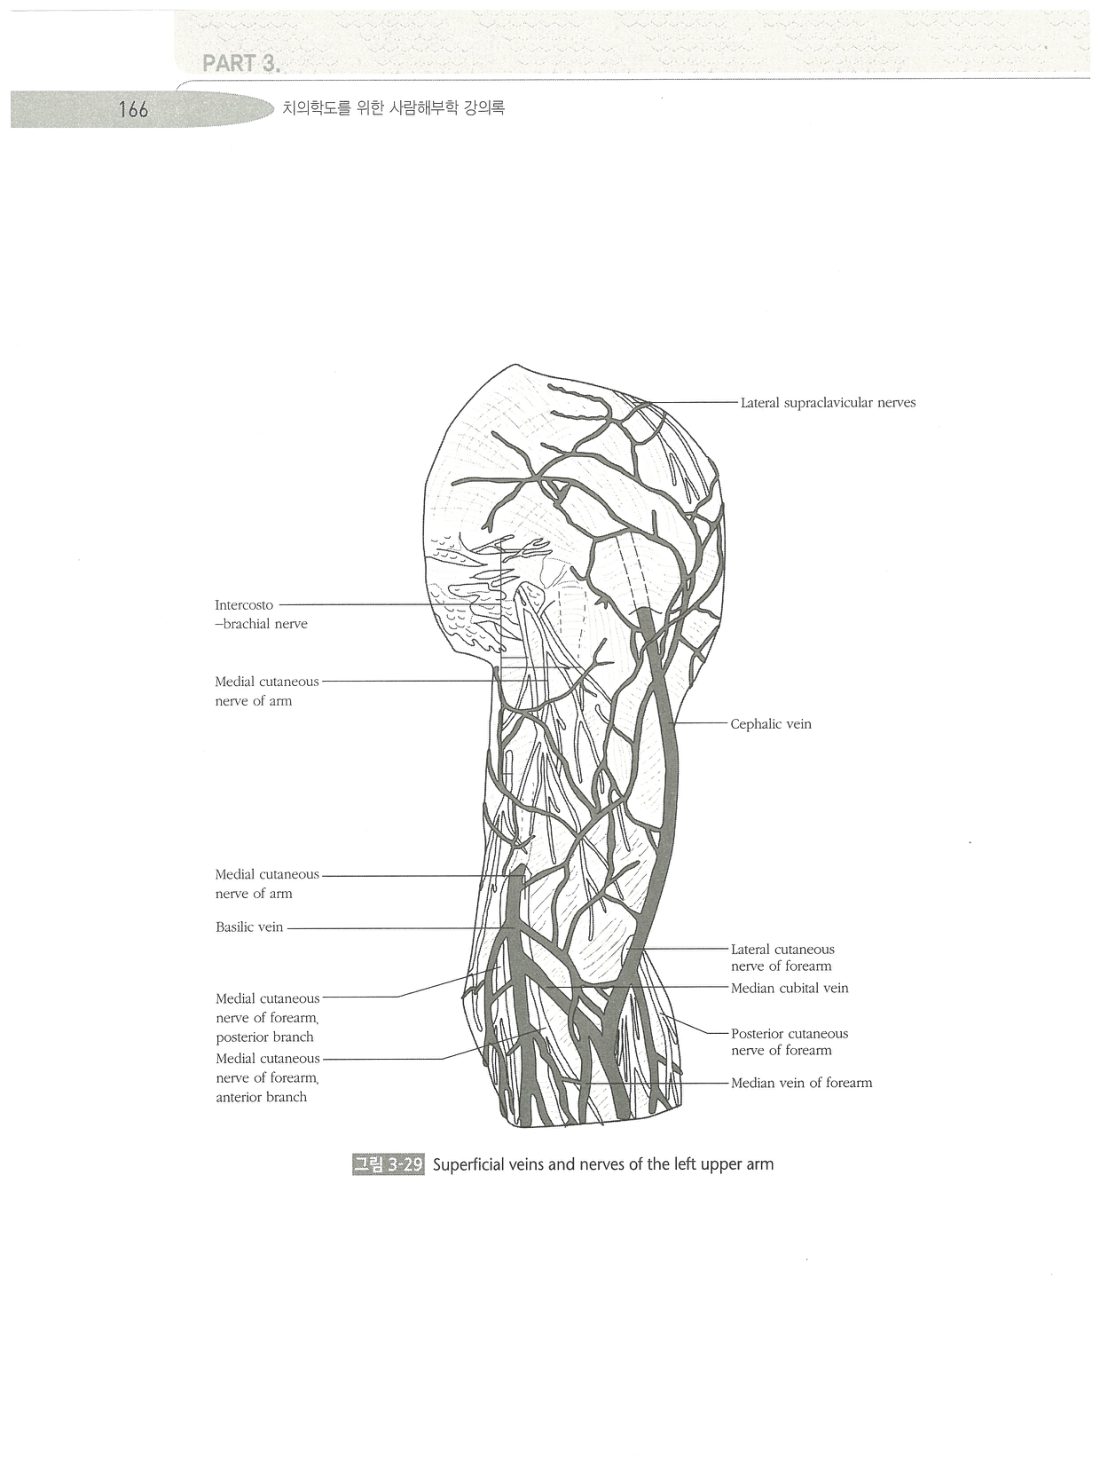 PART 3.
166
치의학도를 위한 사람해부학 강의록
Lateral supraclavicular nerves
Intercosto
-brachial nerve
Medial cutaneous
nerve of arm
Cephalic vein
Medial cutaneous
nerve of arm
Basilic vein
Lateral cutaneous
nerve of forearm
Median cubital vein
Medial cutaneous
nerve of forearm,
posterior branch
Posterior cutaneous
nerve of forearm
Medial cutaneous
nerve of forearm,
anterior branch
Median vein of forearm
그림 3-29 Superficial veins and nerves of the left upper arm